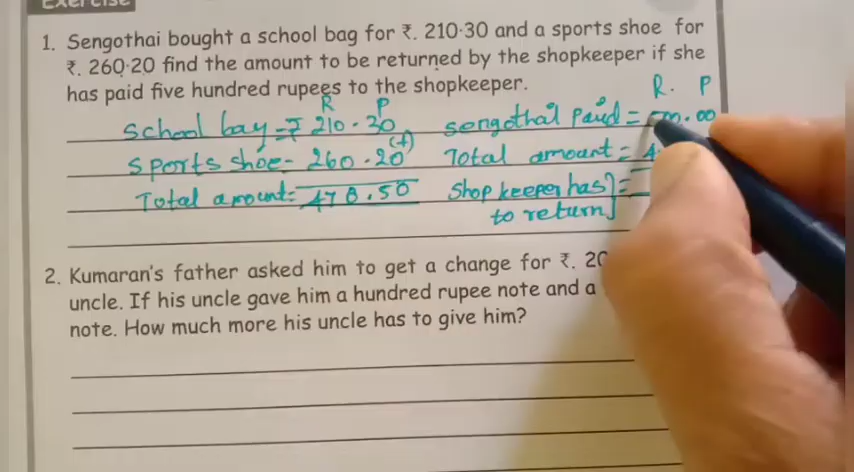 Exercise
1. Sengothai bought a school bag for ₹. 210·30 and a sports shoe for
₹. 260·20 find the amount to be returned by the shopkeeper if she
has paid five hundred rupees to the shopkeeper.
R P
School bag = ₹ 210.30
Sports shoe - 260.20 (+)
Total amount = 470.50
R. P
Sengothai Paid = 500.00
Total amount = 4
Shop keeper has =
to return
2. Kumaran's father asked him to get a change for ₹. 20
uncle. If his uncle gave him a hundred rupee note and a
note. How much more his uncle has to give him?